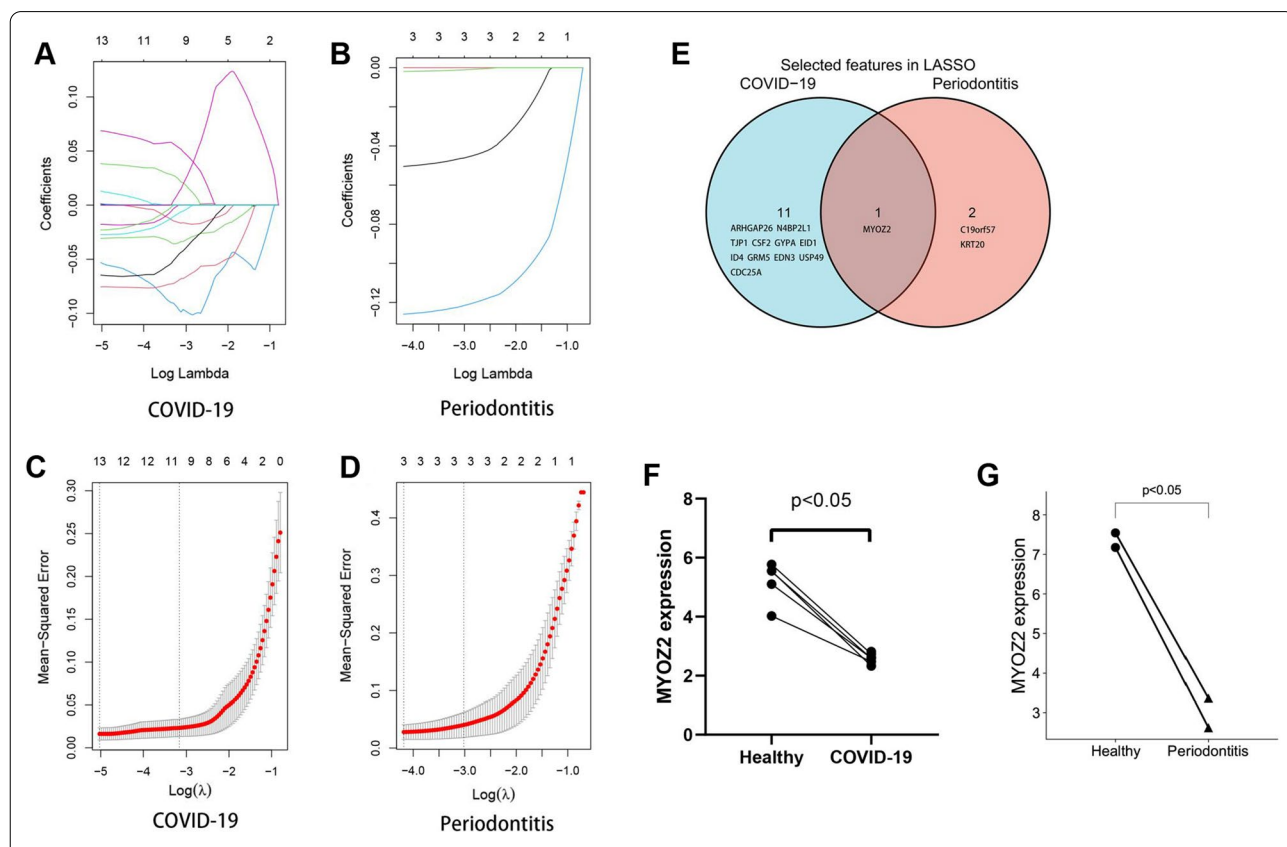 A
13 11 9 5 2
Coefficients
0.10
0.05
0.00
−0.05
−0.10
−5 −4 −3 −2 −1
Log Lambda
COVID-19
B
3 3 3 3 2 2 1
Coefficients
0.00
−0.04
−0.08
−0.12
−4.0 −3.0 −2.0 −1.0
Log Lambda
Periodontitis
E
Selected features in LASSO
COVID−19 Periodontitis
11
ARHGAP26 N4BP2L1
TJP1 CSF2 GYPA EID1
ID4 GRM5 EDN3 USP49
CDC25A
1
MYOZ2
2
C19orf57
KRT20
C
13 12 12 11 9 8 6 4 2 0
Mean−Squared Error
0.30
0.25
0.20
0.15
0.10
0.05
0.00
−5 −4 −3 −2 −1
Log(λ)
COVID-19
D
3 3 3 3 3 3 2 2 2 1 1
Mean−Squared Error
0.4
0.3
0.2
0.1
0.0
−4.0 −3.0 −2.0 −1.0
Log(λ)
Periodontitis
F
p<0.05
MYOZ2 expression
8
6
4
2
0
Healthy COVID-19
G
p<0.05
MYOZ2 expression
7
6
5
4
3
Healthy Periodontitis